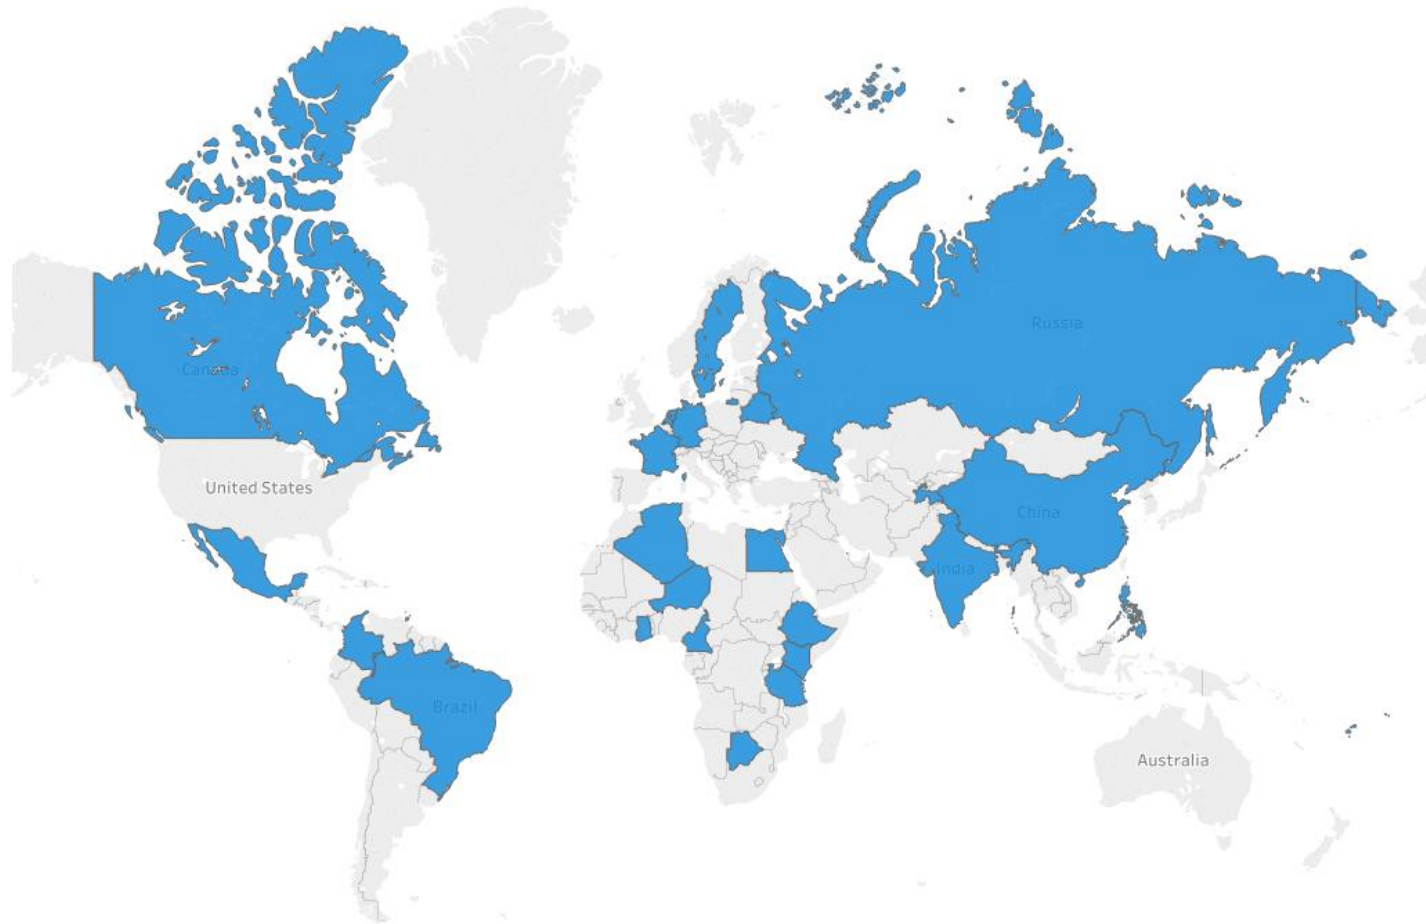 Russia
Canada
United States
China
India
Brazil
Australia